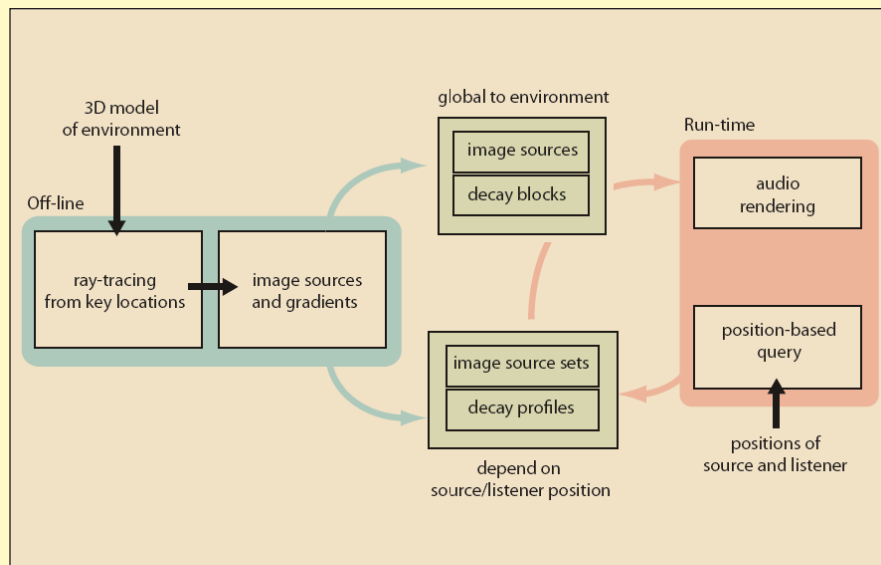 3D model
of environment
Off-line
ray-tracing
from key locations
image sources
and gradients
global to environment
image sources
decay blocks
image source sets
decay profiles
depend on
source/listener position
Run-time
audio
rendering
position-based
query
positions of
source and listener